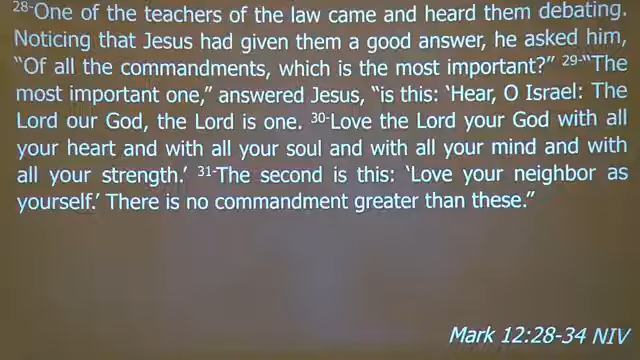 28-One of the teachers of the law came and heard them debating.
Noticing that Jesus had given them a good answer, he asked him,
“Of all the commandments, which is the most important?” 29-“The
most important one,” answered Jesus, “is this: ‘Hear, O Israel: The
Lord our God, the Lord is one. 30-Love the Lord your God with all
your heart and with all your soul and with all your mind and with
all your strength.’ 31-The second is this: ‘Love your neighbor as
yourself.’ There is no commandment greater than these.”
Mark 12:28-34 NIV